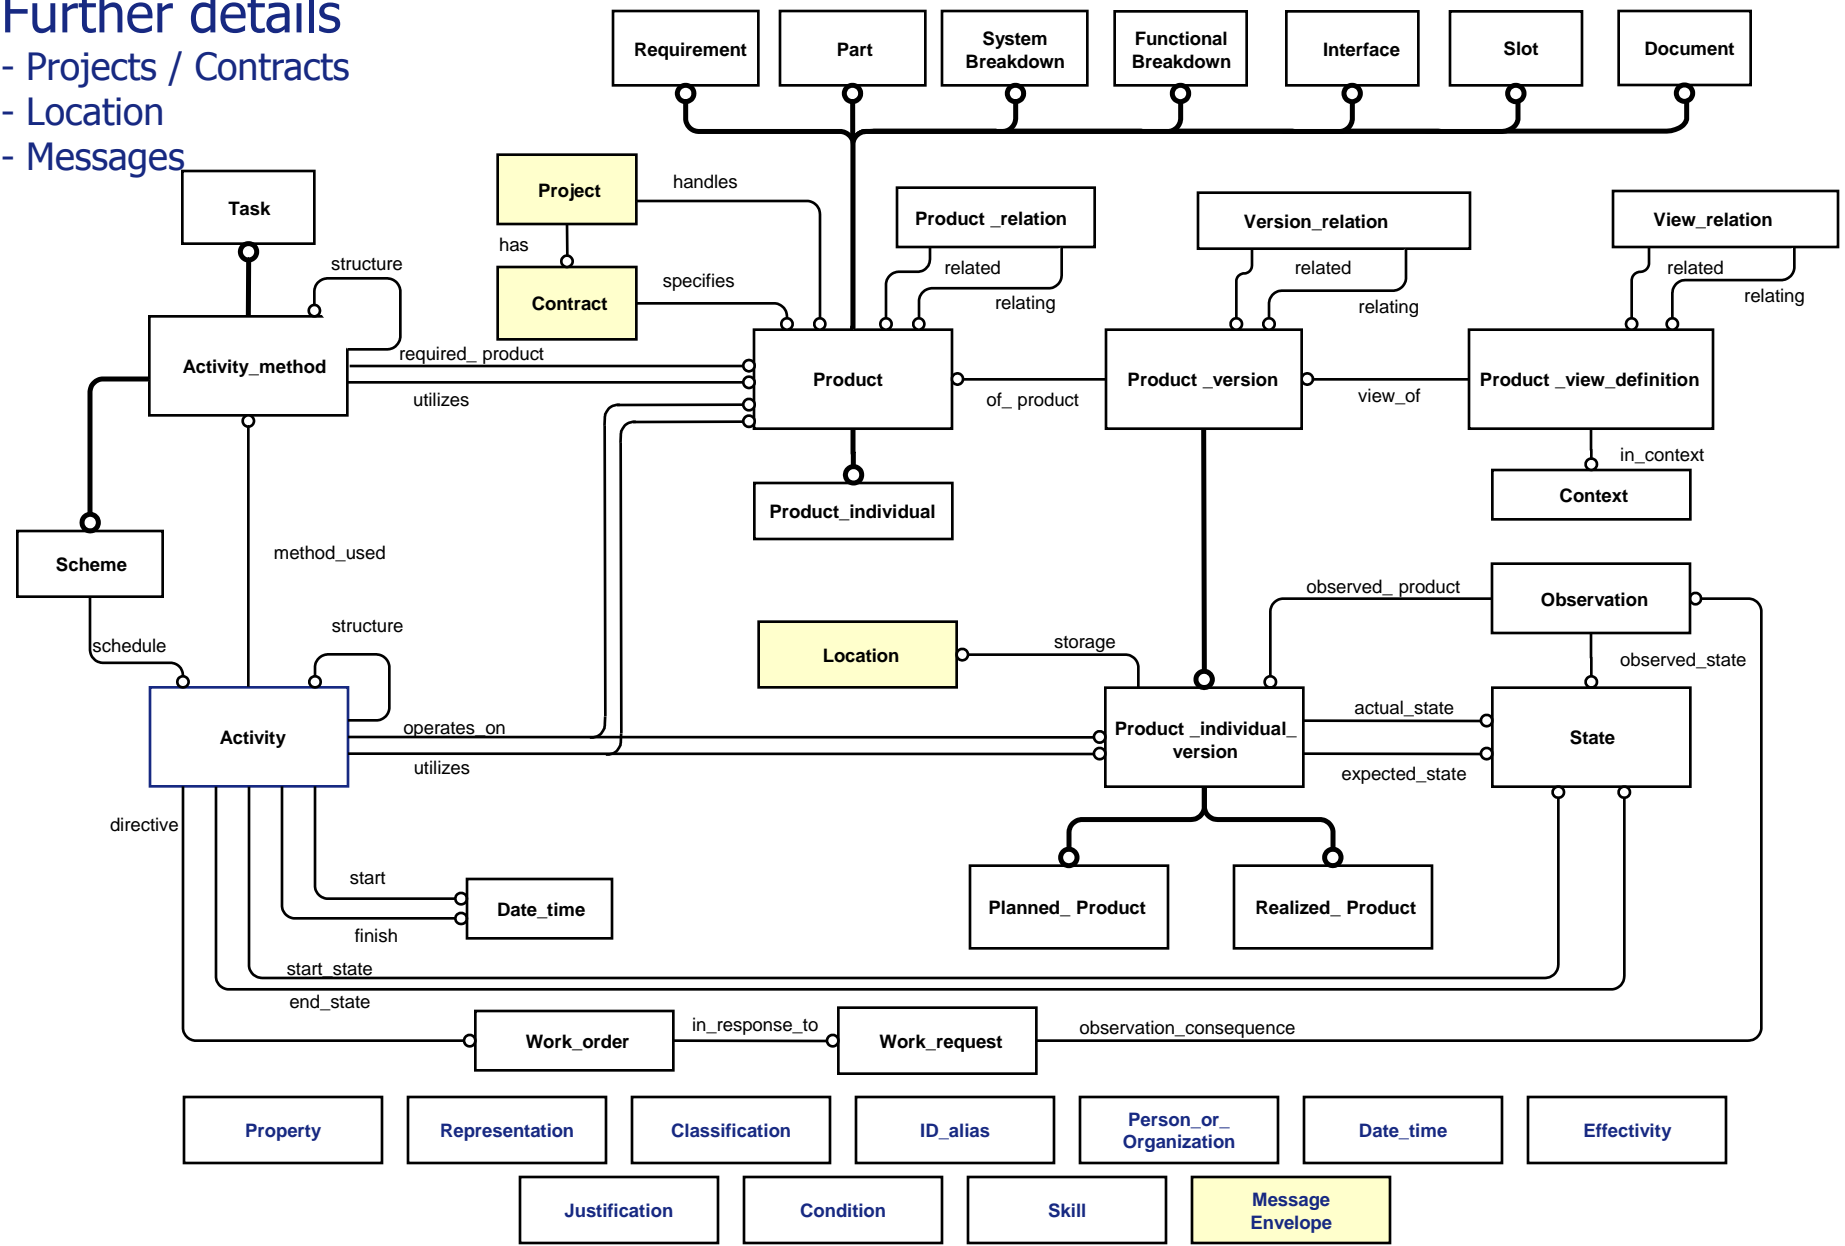 Further details
- Projects / Contracts
- Location
- Messages
Requirement
Part
System
Breakdown
Functional
Breakdown
Interface
Slot
Document
Task
Project
handles
has
Contract
specifies
Product _relation
related
relating
Version_relation
related
relating
View_relation
related
relating
structure
Activity_method
required_ product
utilizes
Product
of_ product
Product _version
view_of
Product _view_definition
in_context
Context
Product_individual
Scheme
method_used
schedule
structure
Location
storage
observed_ product
Observation
observed_state
Activity
operates_on
utilizes
Product _individual_
version
actual_state
expected_state
State
directive
start
finish
Date_time
Planned_ Product
Realized_ Product
start_state
end_state
Work_order
in_response_to
Work_request
observation_consequence
Property
Representation
Classification
ID_alias
Person_or_
Organization
Date_time
Effectivity
Justification
Condition
Skill
Message
Envelope